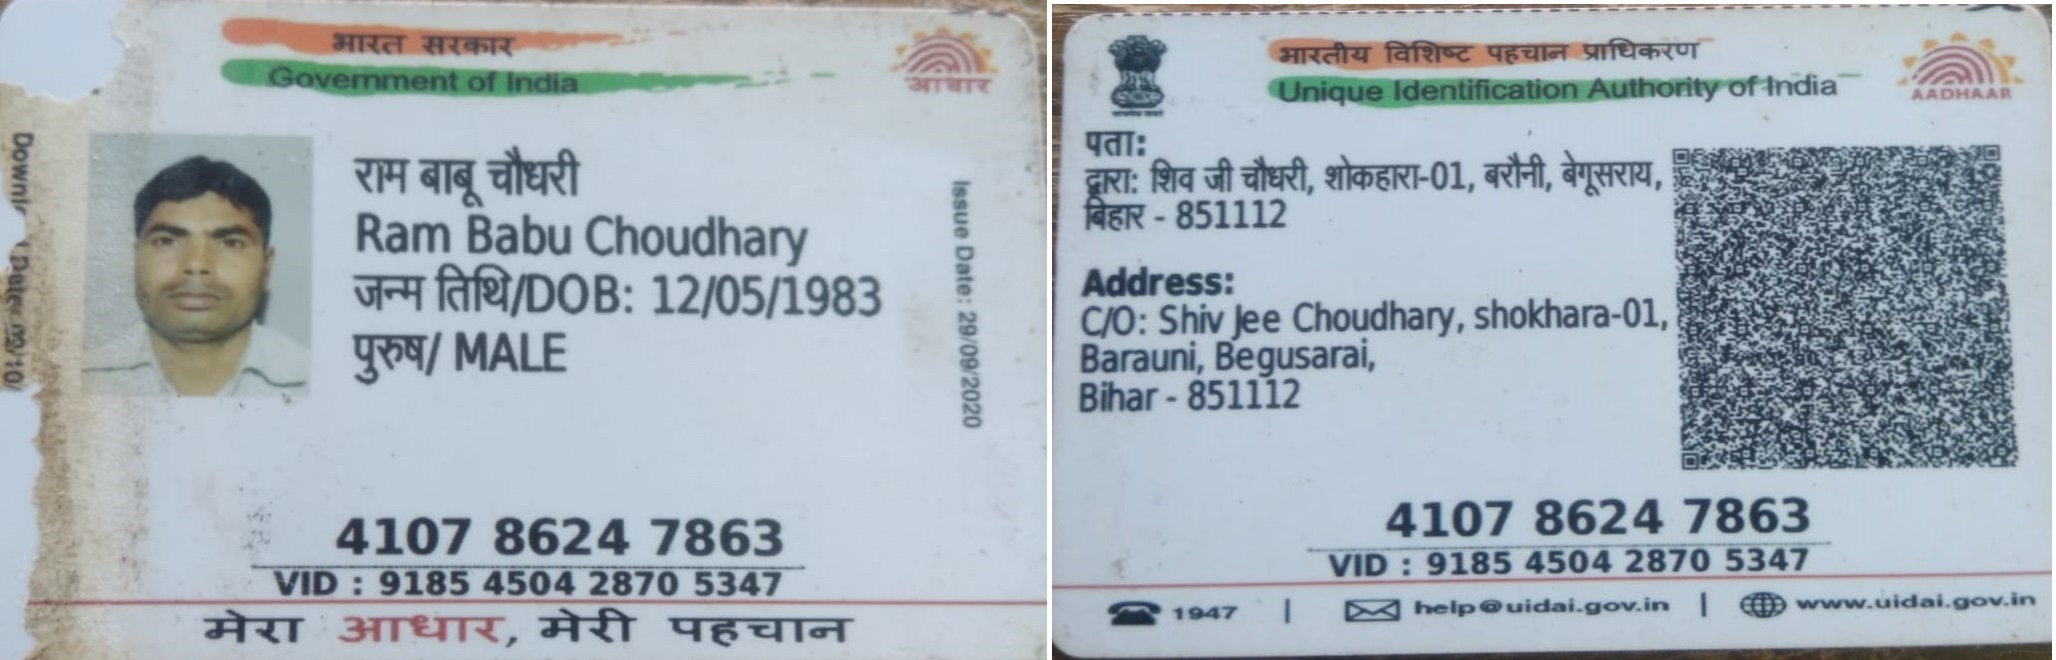 भारत सरकार
Government of India
आधार
राम बाबू चौधरी
Ram Babu Choudhary
जन्म तिथि/DOB: 12/05/1983
पुरुष/ MALE
Issue Date: 29/09/2020
4107 8624 7863
VID : 9185 4504 2870 5347
मेरा आधार, मेरी पहचान
भारतीय विशिष्ट पहचान प्राधिकरण
Unique Identification Authority of India
AADHAAR
पता:
द्वारा: शिव जी चौधरी, शोकहारा-01, बरौनी, बेगूसराय,
बिहार - 851112
Address:
C/O: Shiv Jee Choudhary, shokhara-01,
Barauni, Begusarai,
Bihar - 851112
4107 8624 7863
VID : 9185 4504 2870 5347
1947 | help@uidai.gov.in | www.uidai.gov.in